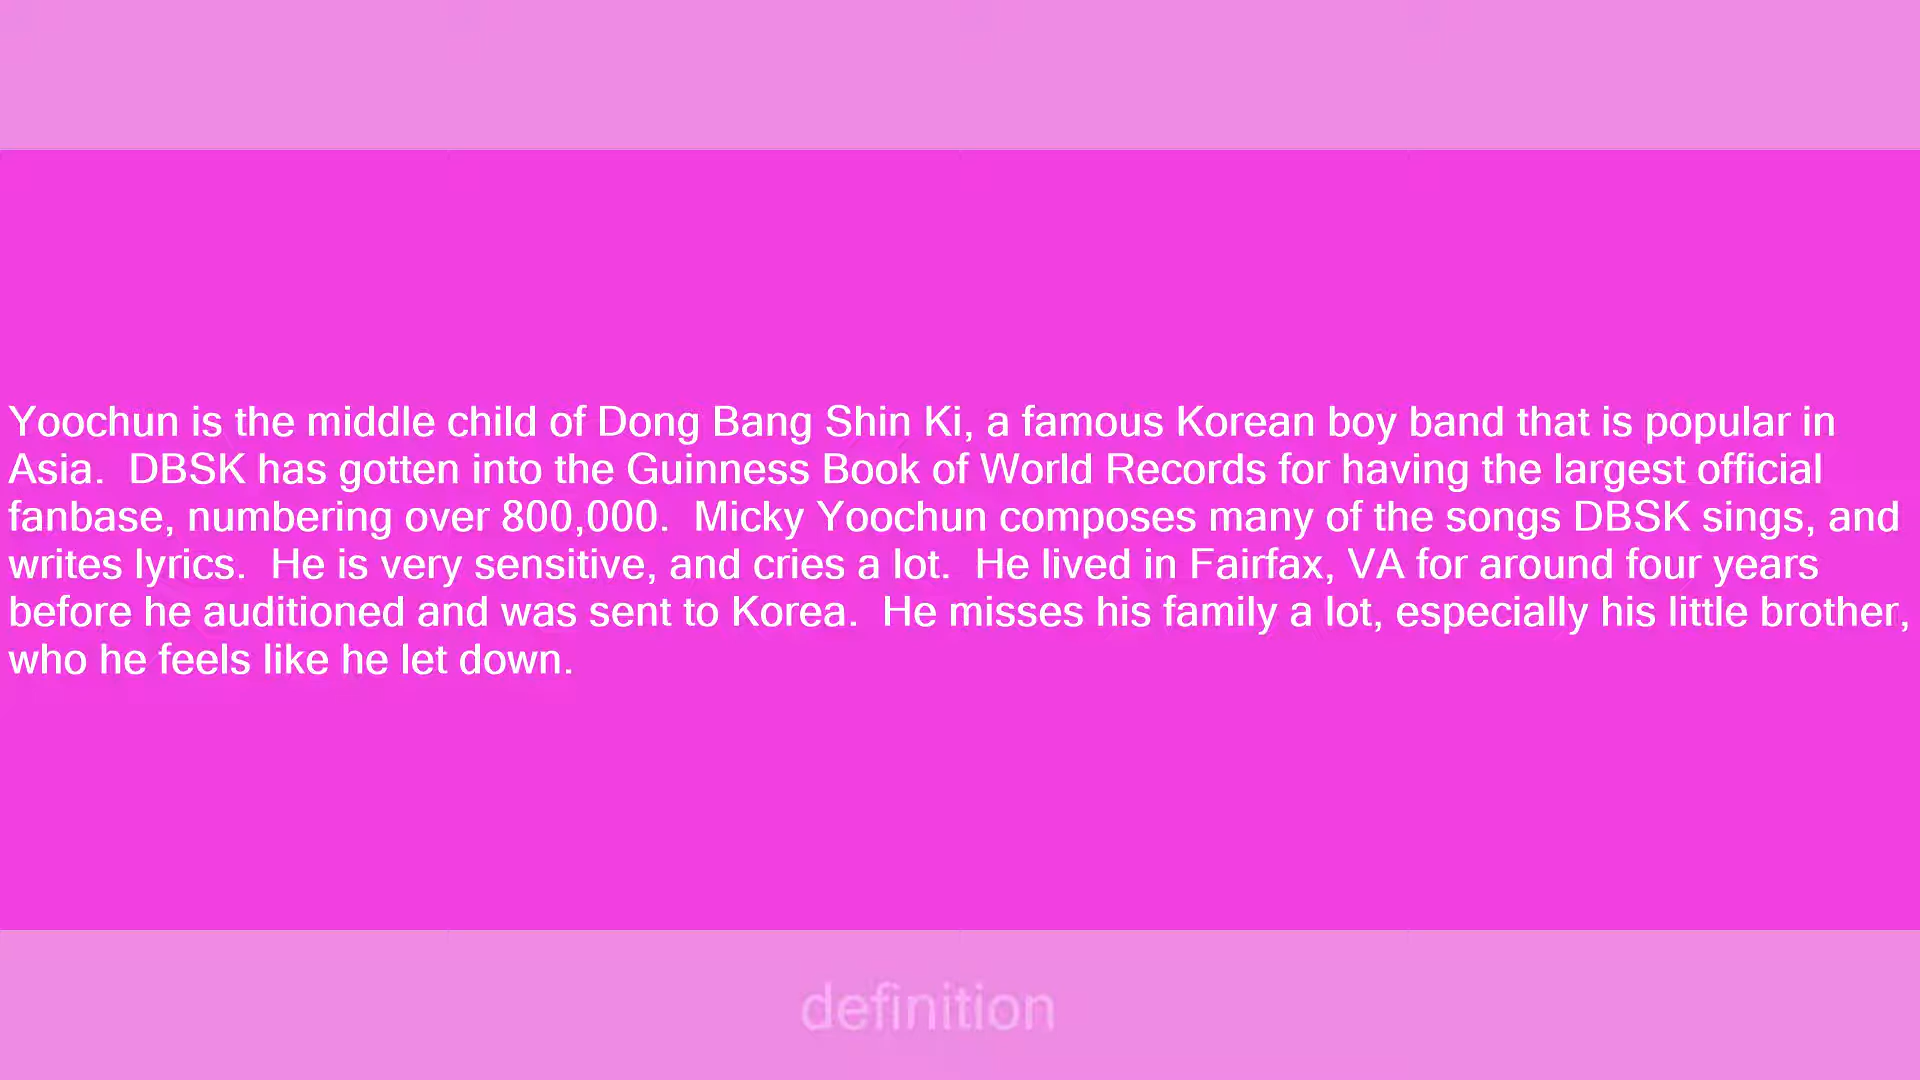 Yoochun is the middle child of Dong Bang Shin Ki, a famous Korean boy band that is popular in
Asia.  DBSK has gotten into the Guinness Book of World Records for having the largest official
fanbase, numbering over 800,000.  Micky Yoochun composes many of the songs DBSK sings, and
writes lyrics.  He is very sensitive, and cries a lot.  He lived in Fairfax, VA for around four years
before he auditioned and was sent to Korea.  He misses his family a lot, especially his little brother,
who he feels like he let down.
definition